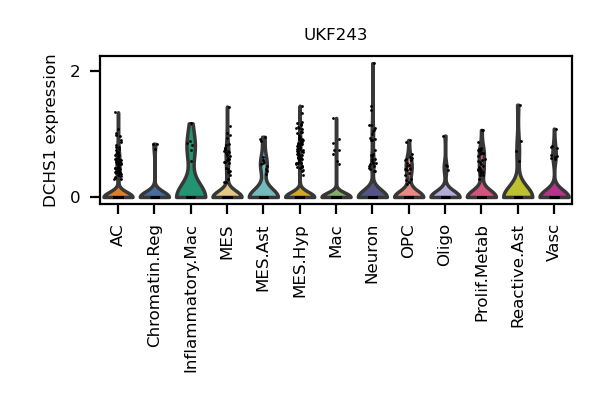 UKF243
DCHS1 expression
2
0
AC
Chromatin.Reg
Inflammatory.Mac
MES
MES.Ast
MES.Hyp
Mac
Neuron
OPC
Oligo
Prolif.Metab
Reactive.Ast
Vasc